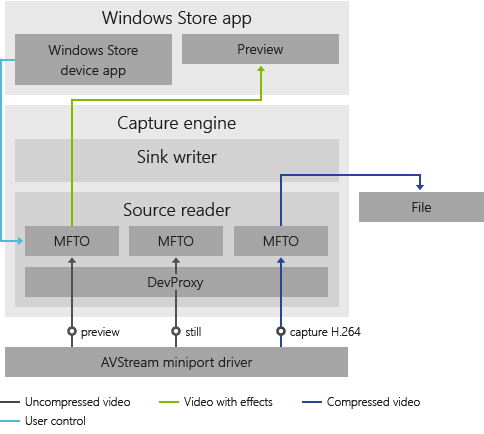 Windows Store app
Windows Store
device app
Preview
Capture engine
Sink writer
Source reader
File
MFTO
MFTO
MFTO
DevProxy
preview
still
capture H.264
AVStream miniport driver
Uncompressed video
Video with effects
Compressed video
User control